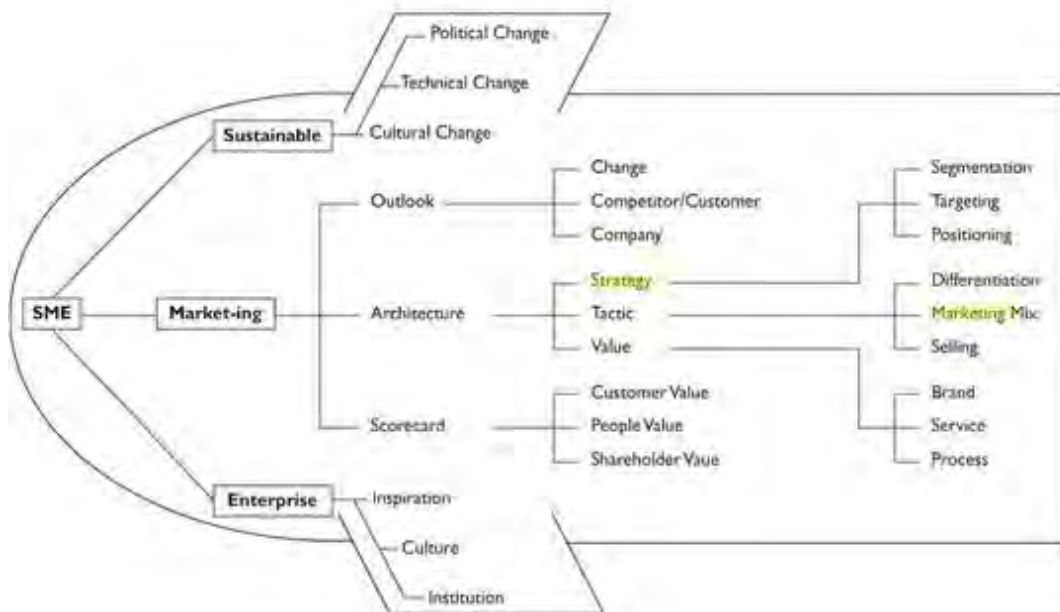 Political Change
Technical Change
Sustainable
Cultural Change
Change
Segmentation
Outlook
Competitor/Customer
Targeting
Company
Positioning
Strathgy
Differentiation
SME
Market-ing
Architecture
Tactic
Marketing Mix
Value
Selling
Customer Value
Brand
Scorecard
People Value
Service
Shareholder Vaue
Process
Enterprise
Inspiration
Culture
Institution